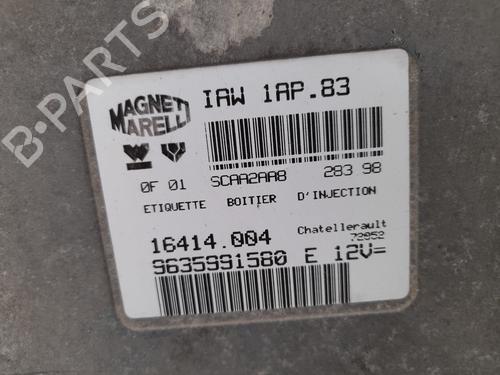 B-PARTS
MAGNETI
MARELLI
IAW 1AP.83
0F 01 SCAA2AA8 283 98
ETIQUETTE BOITIER D'INJECTION
16414.004 Chatellerault
72052
9635991580 E 12V=